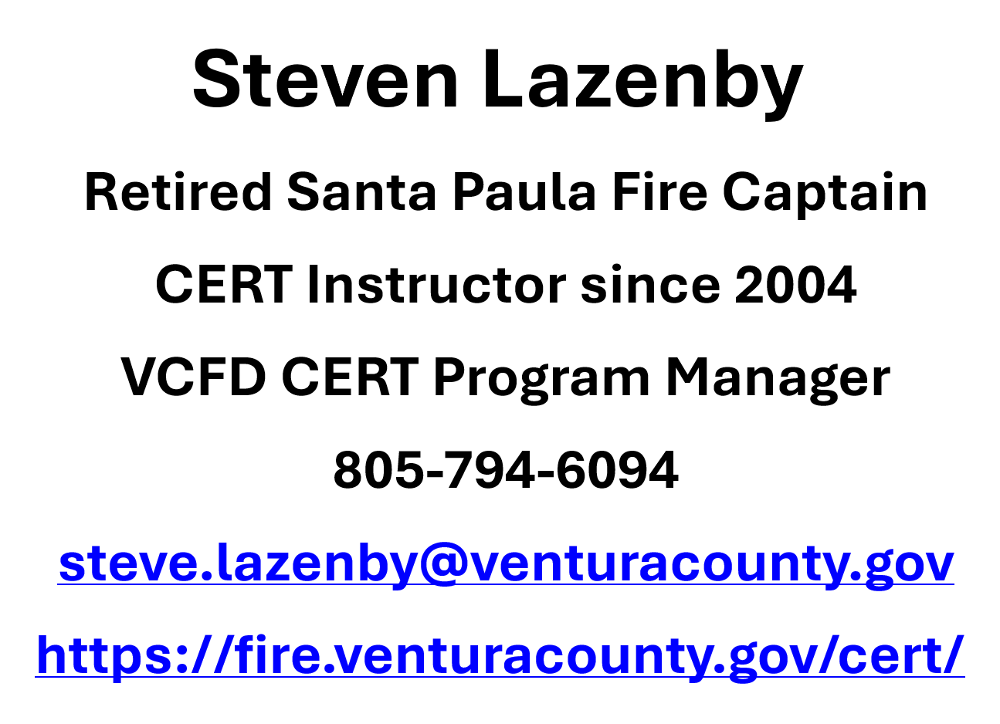 Steven Lazenby
Retired Santa Paula Fire Captain
CERT Instructor since 2004
VCFD CERT Program Manager
805-794-6094
steve.lazenby@venturacounty.gov
https://fire.venturacounty.gov/cert/